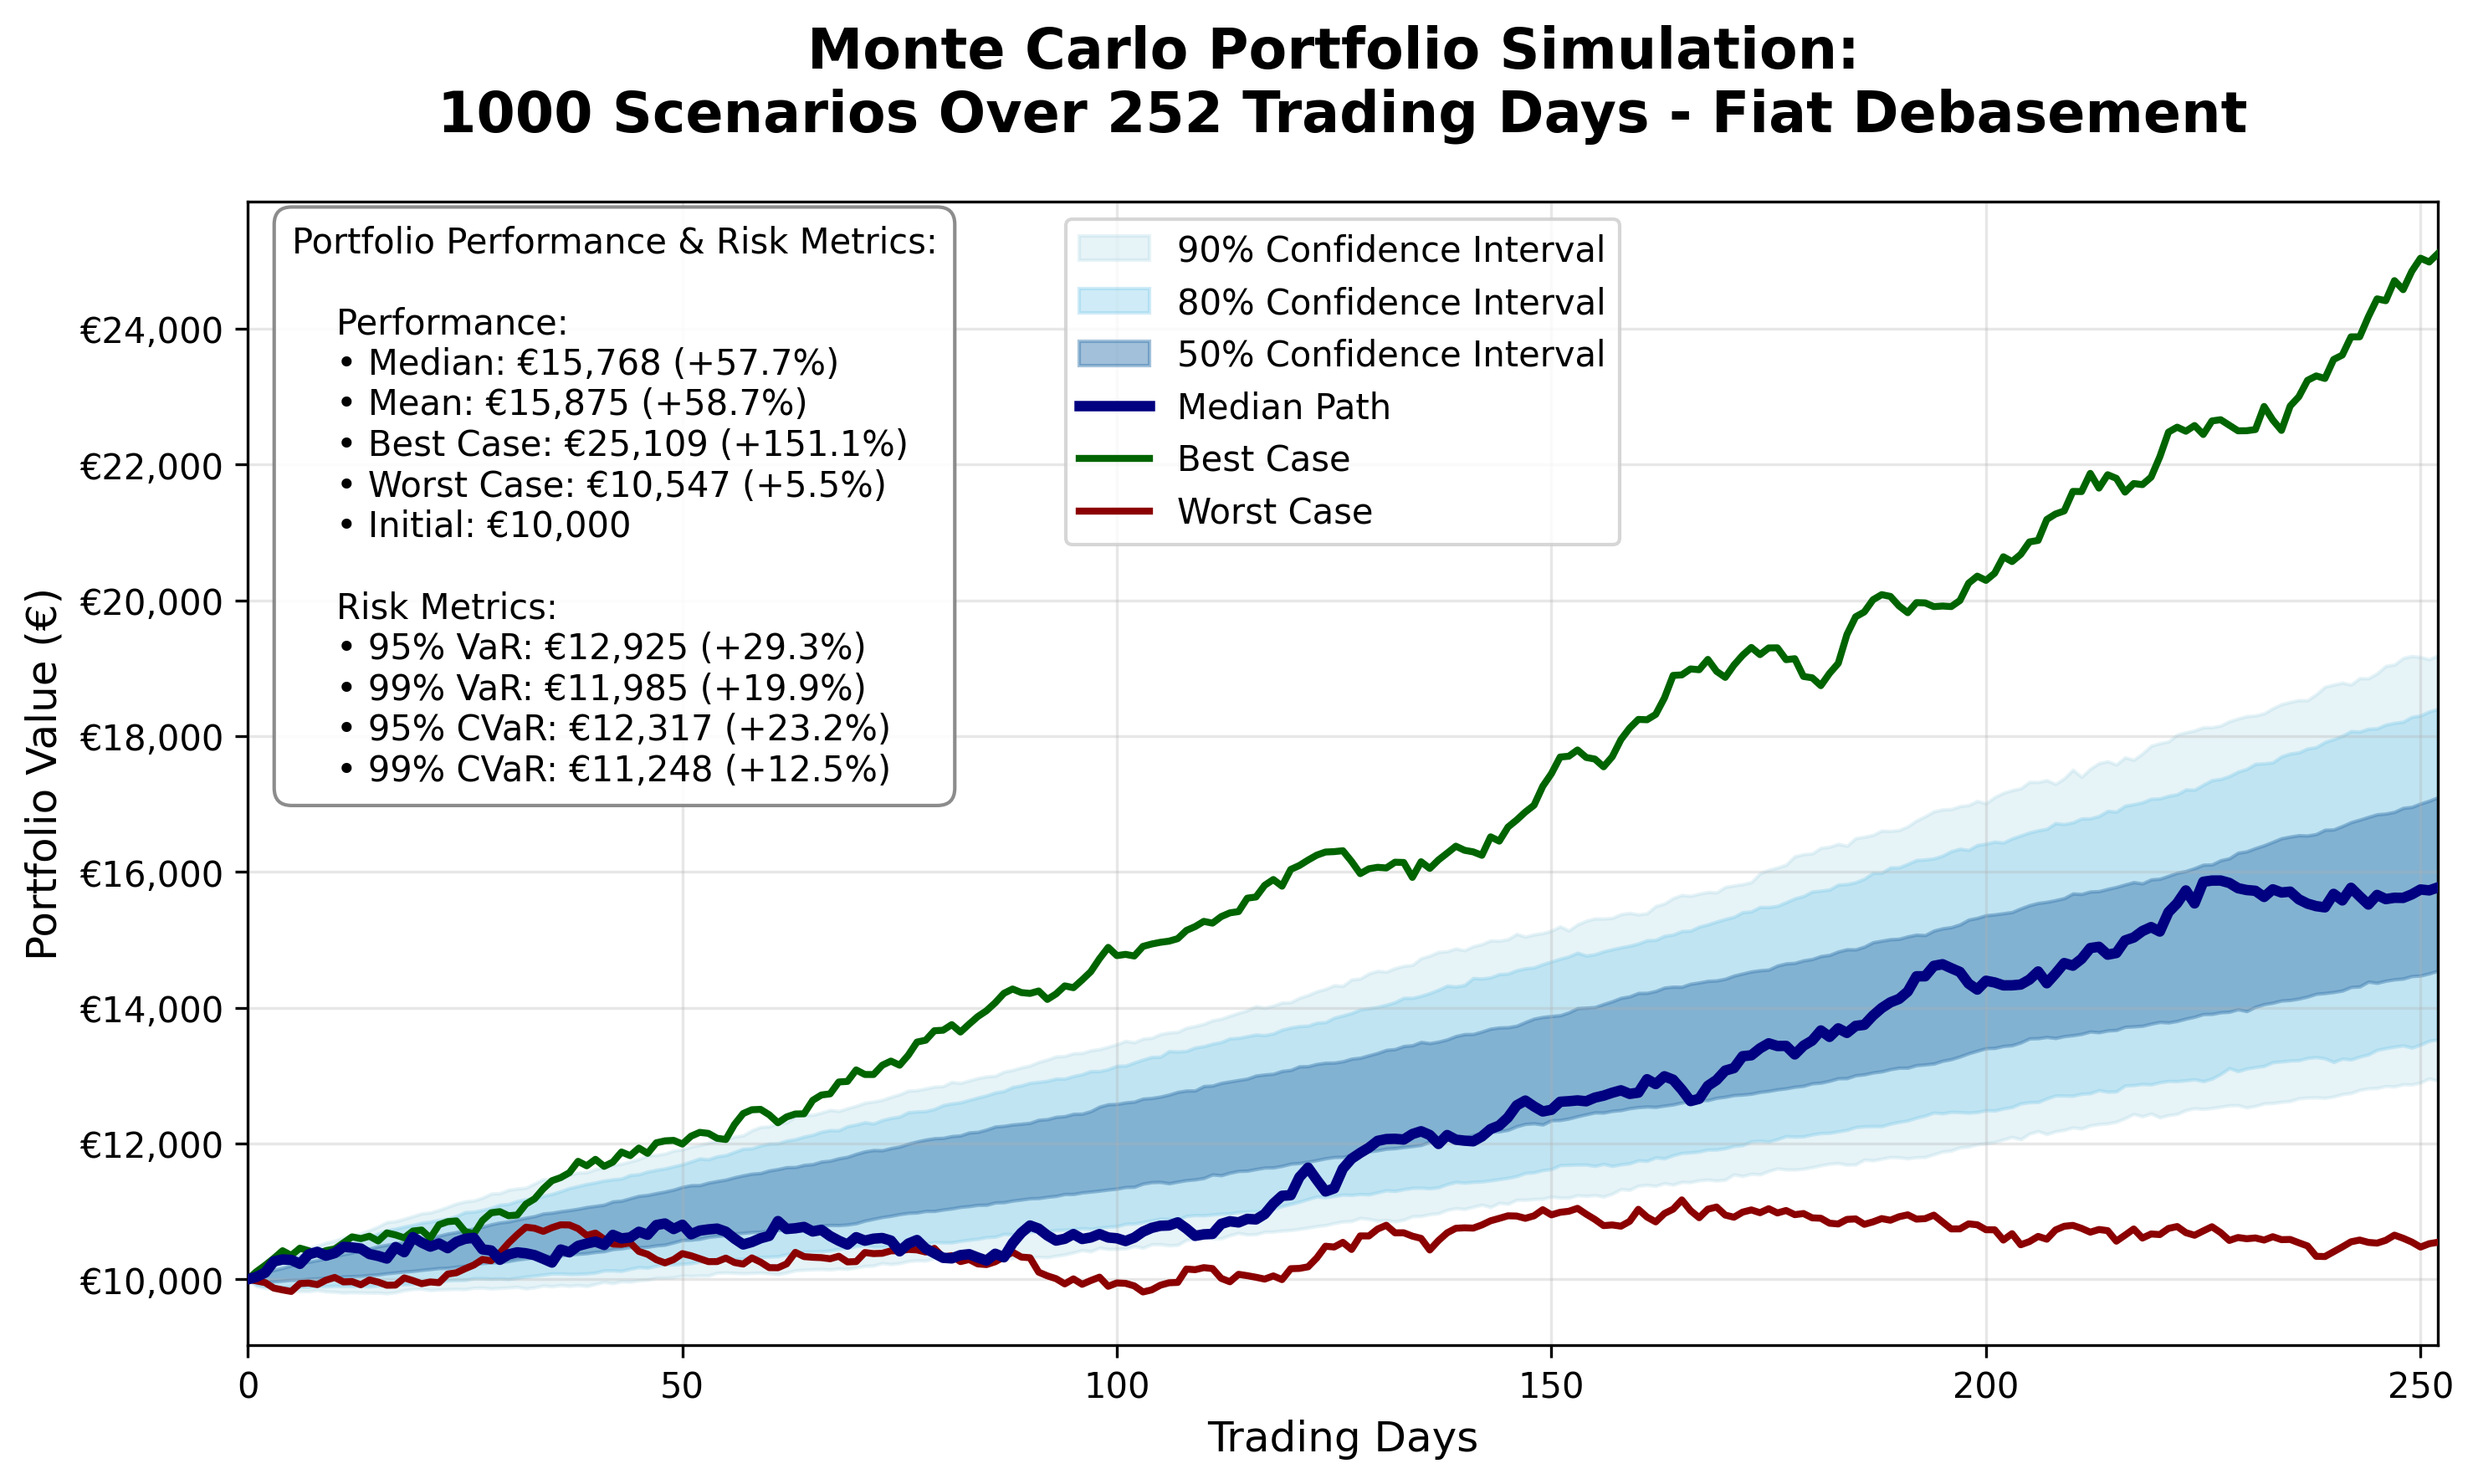 Monte Carlo Portfolio Simulation:
1000 Scenarios Over 252 Trading Days - Fiat Debasement
Portfolio Performance & Risk Metrics:
Performance:
• Median: €15,768 (+57.7%)
• Mean: €15,875 (+58.7%)
• Best Case: €25,109 (+151.1%)
• Worst Case: €10,547 (+5.5%)
• Initial: €10,000
Risk Metrics:
• 95% VaR: €12,925 (+29.3%)
• 99% VaR: €11,985 (+19.9%)
• 95% CVaR: €12,317 (+23.2%)
• 99% CVaR: €11,248 (+12.5%)
90% Confidence Interval
80% Confidence Interval
50% Confidence Interval
Median Path
Best Case
Worst Case
Portfolio Value (€)
€24,000
€22,000
€20,000
€18,000
€16,000
€14,000
€12,000
€10,000
0
50
100
150
200
250
Trading Days